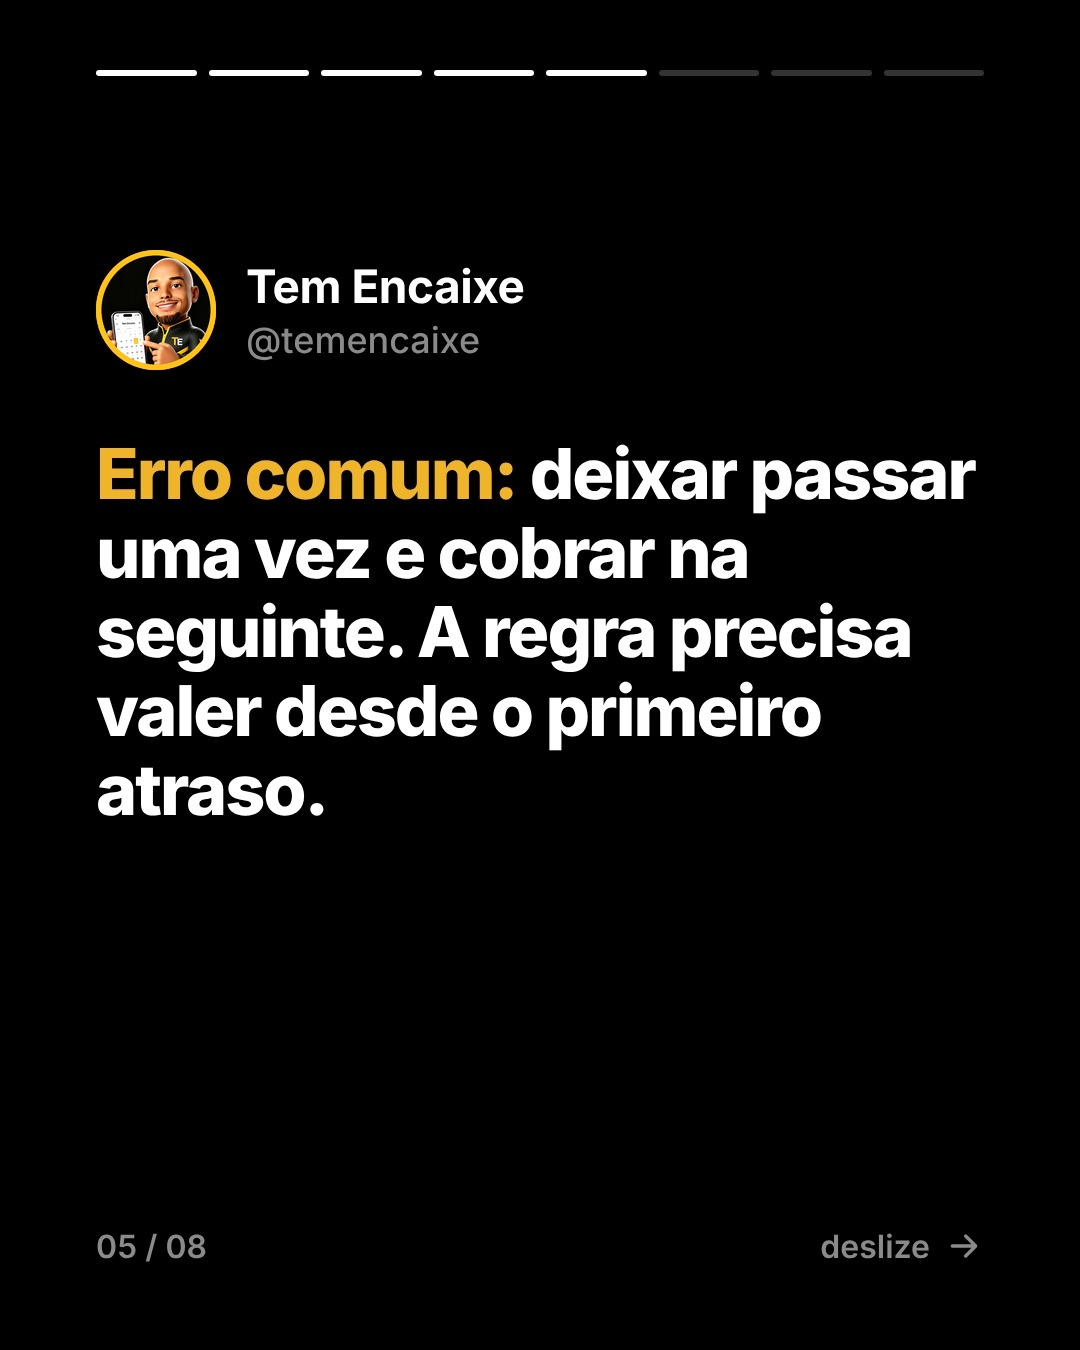 Tem Encaixe
@temencaixe
Erro comum: deixar passar
uma vez e cobrar na
seguinte. A regra precisa
valer desde o primeiro
atraso.
05 / 08
deslize →